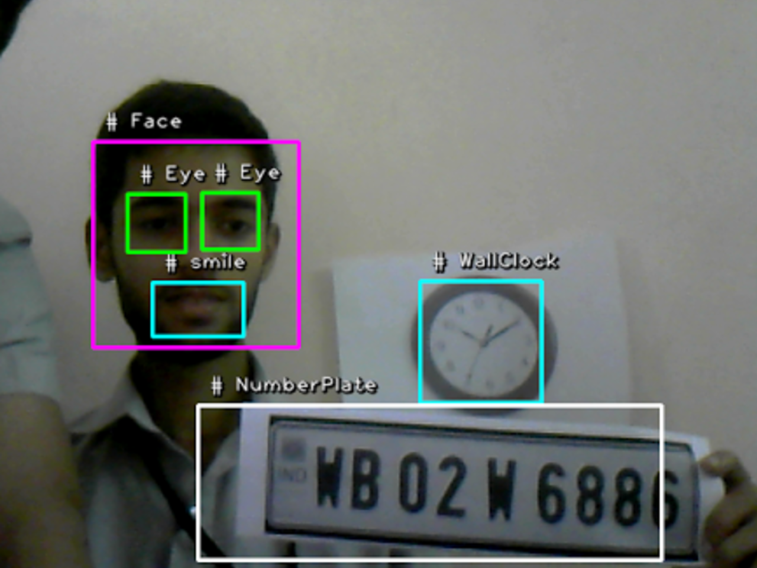 # Face
# Eye # Eye
# smile
# WallClock
# NumberPlate
IND
WB 02 W 6886